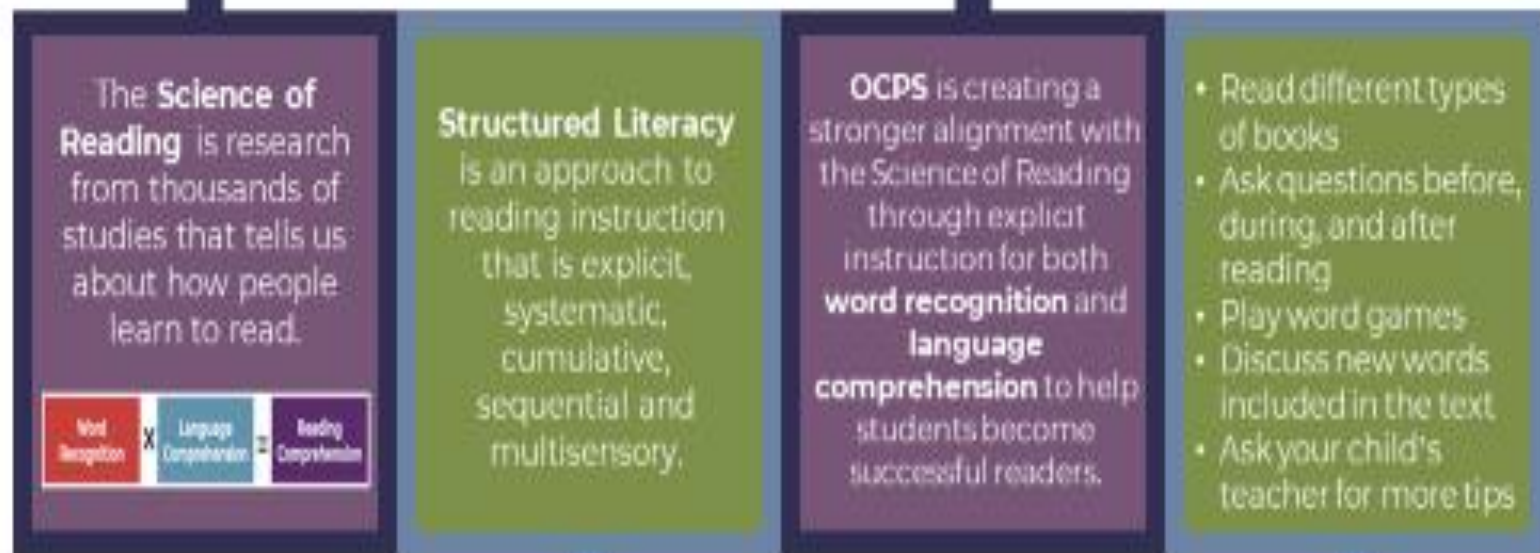 The Science of
Reading is research
from thousands of
studies that tells us
about how people
learn to read.
Word
Recognition
X
Language
Comprehension
=
Reading
Comprehension
Structured Literacy
is an approach to
reading instruction
that is explicit,
systematic,
cumulative,
sequential and
multisensory.
OCPS is creating a
stronger alignment with
the Science of Reading
through explicit
instruction for both
word recognition and
language
comprehension to help
students become
successful readers.
• Read different types
of books
• Ask questions before,
during, and after
reading
• Play word games
• Discuss new words
included in the text
• Ask your child's
teacher for more tips